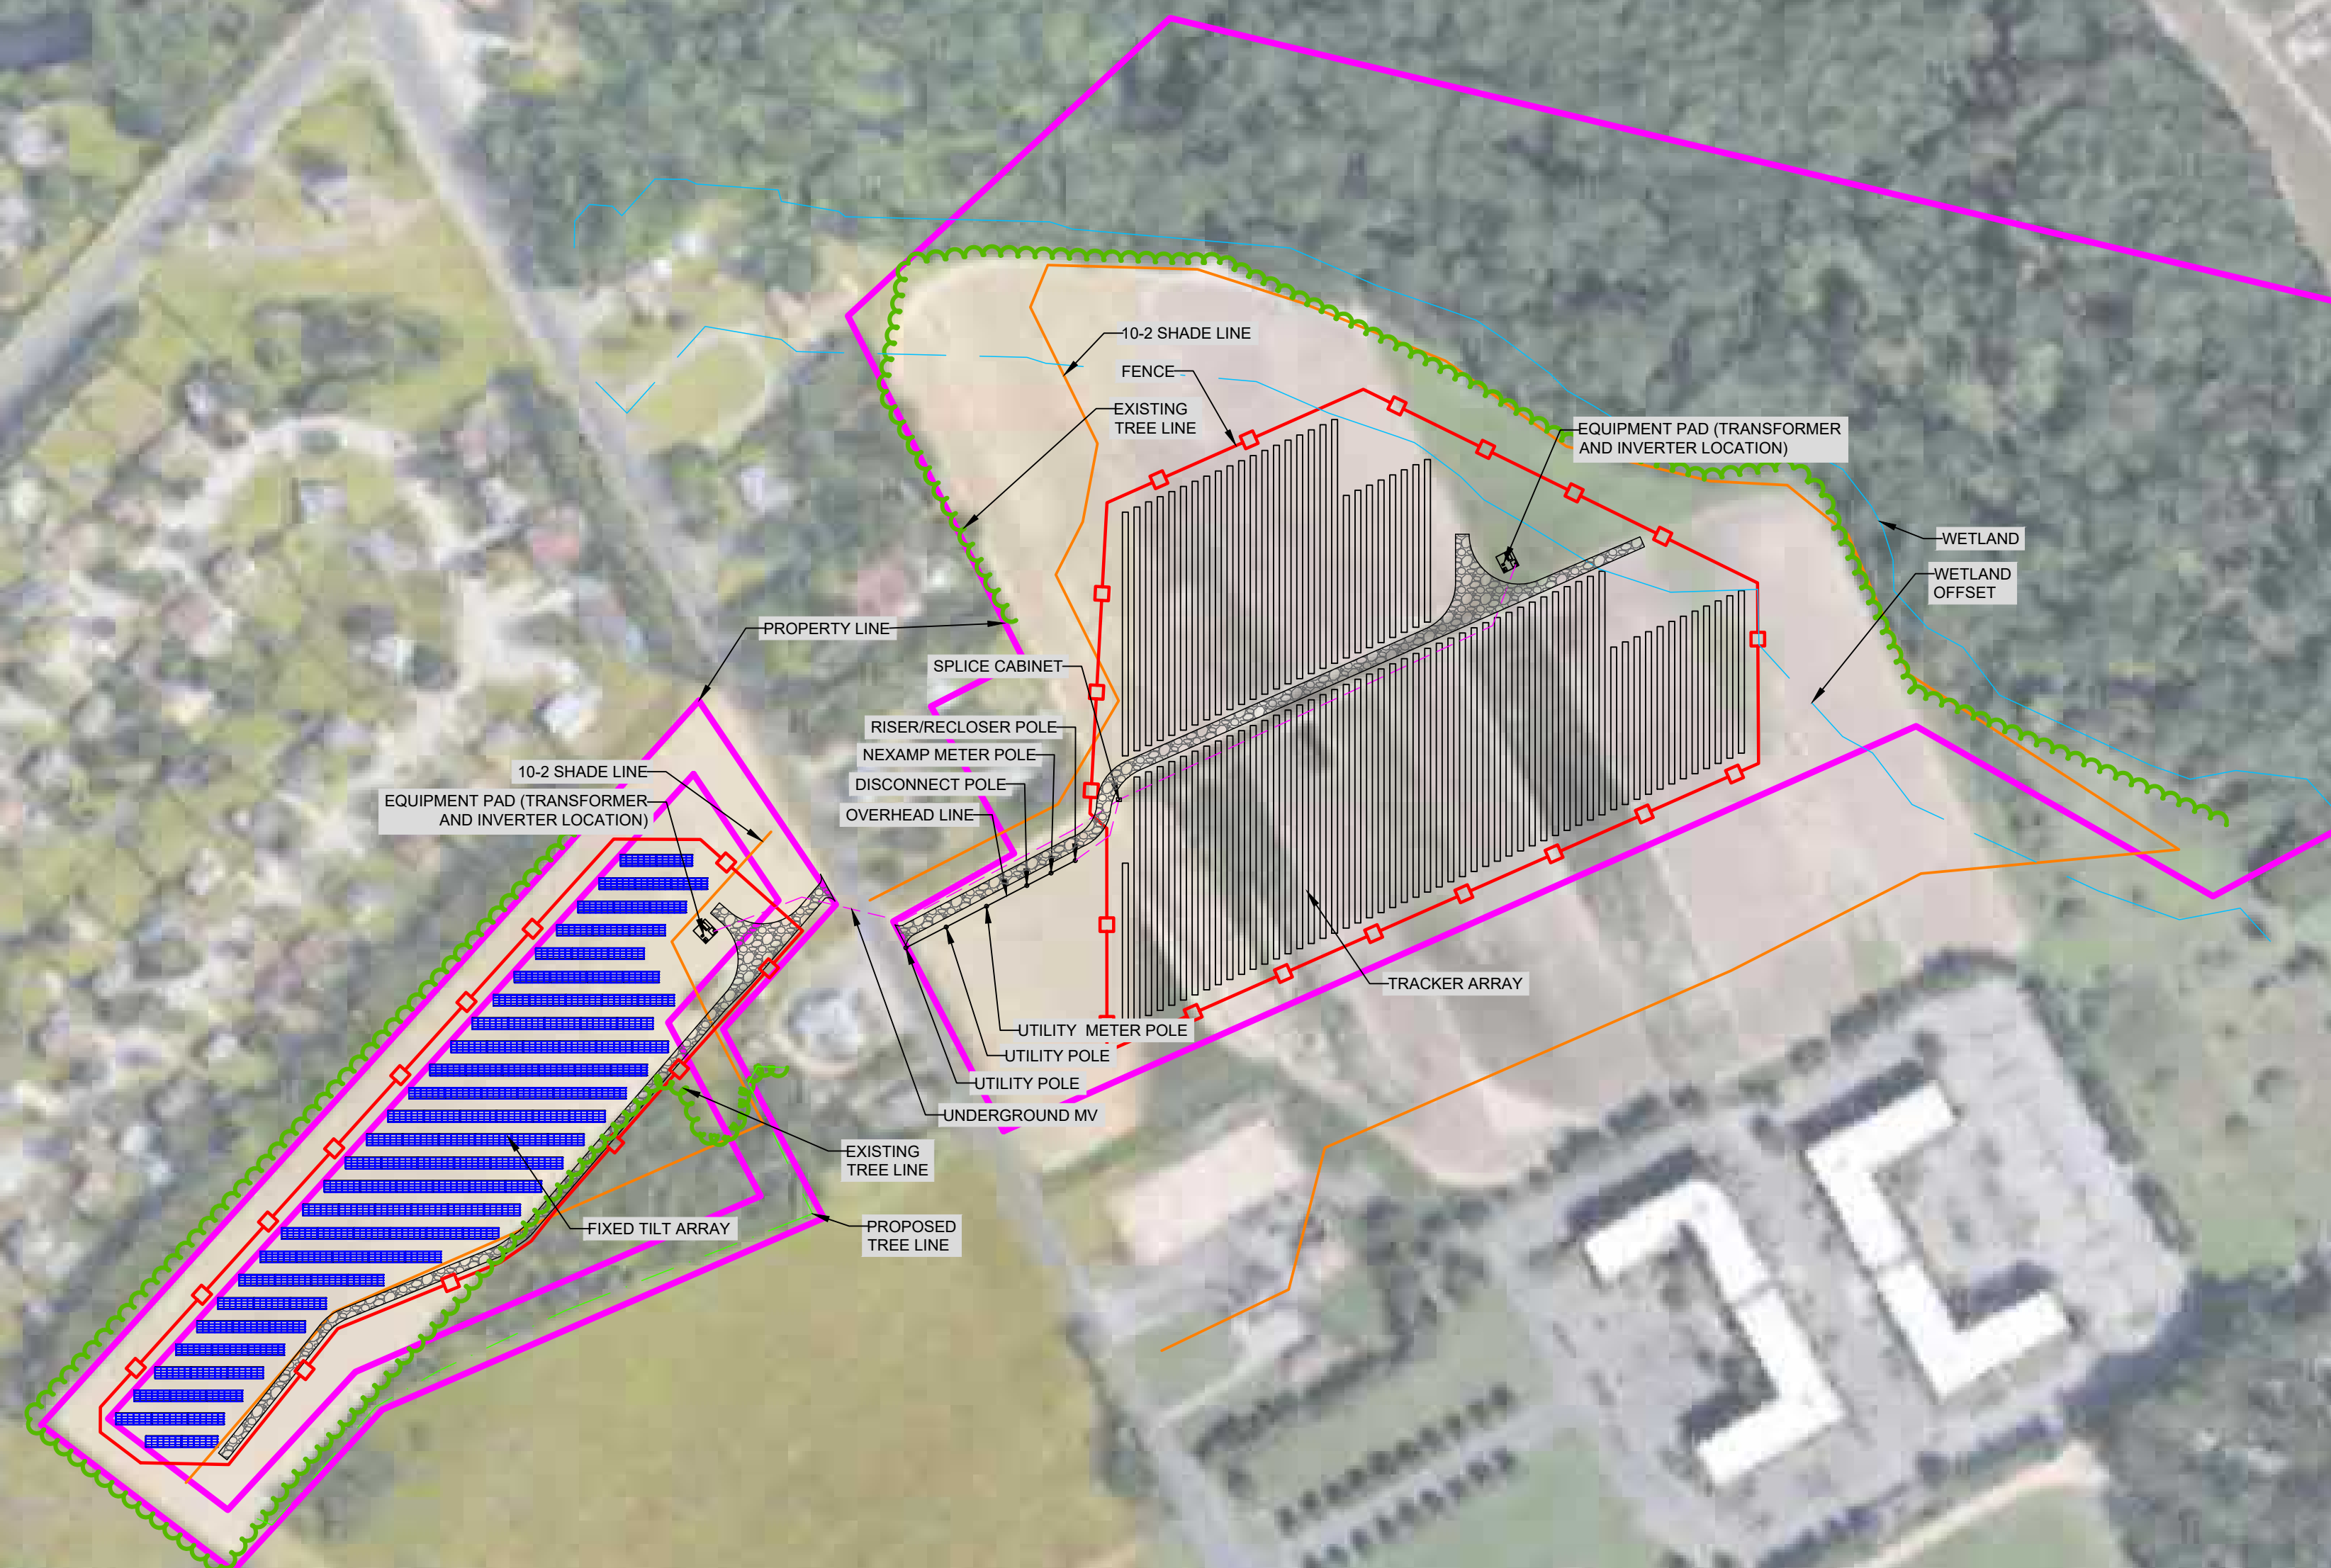 10-2 SHADE LINE
FENCE
EXISTING
TREE LINE
EQUIPMENT PAD (TRANSFORMER
AND INVERTER LOCATION)
WETLAND
WETLAND
OFFSET
PROPERTY LINE
SPLICE CABINET
RISER/RECLOSER POLE
NEXAMP METER POLE
DISCONNECT POLE
OVERHEAD LINE
10-2 SHADE LINE
EQUIPMENT PAD (TRANSFORMER
AND INVERTER LOCATION)
TRACKER ARRAY
UTILITY METER POLE
UTILITY POLE
UTILITY POLE
UNDERGROUND MV
EXISTING
TREE LINE
PROPOSED
TREE LINE
FIXED TILT ARRAY